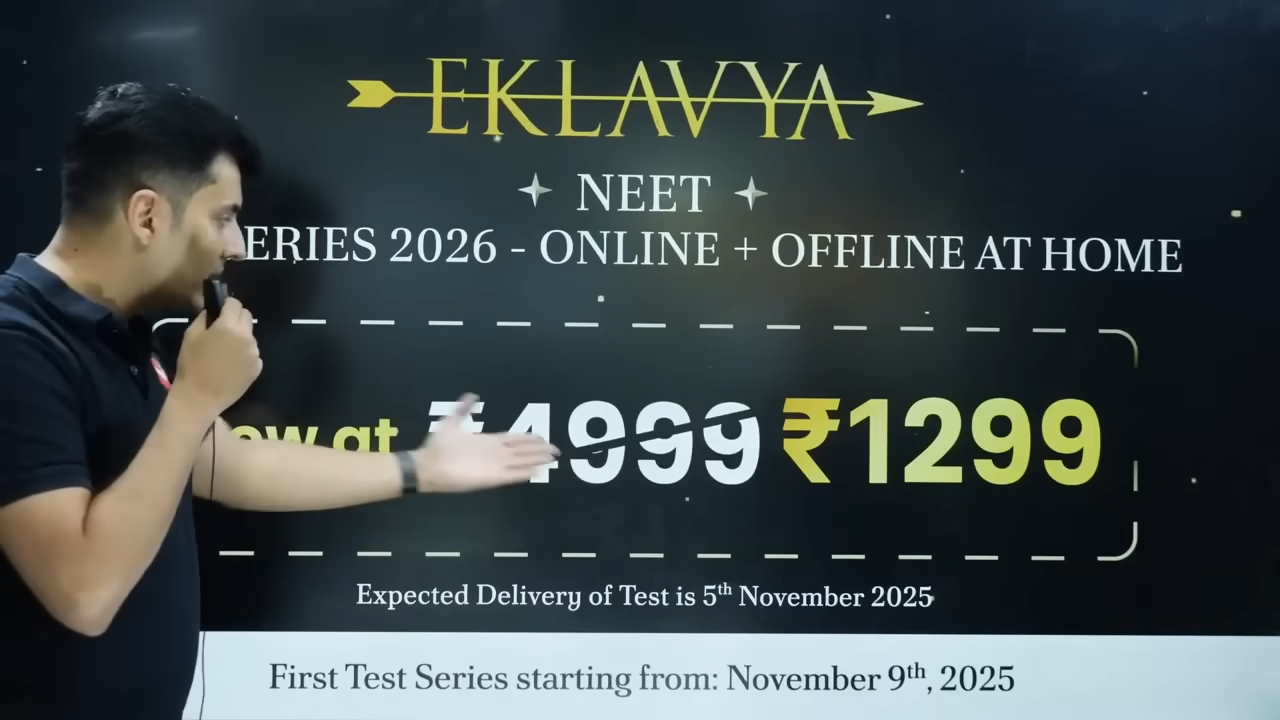 EKLAVYA
NEET
ERIES 2026 - ONLINE + OFFLINE AT HOME
at ₹4999 ₹1299
Expected Delivery of Test is 5th November 2025
First Test Series starting from: November 9th, 2025